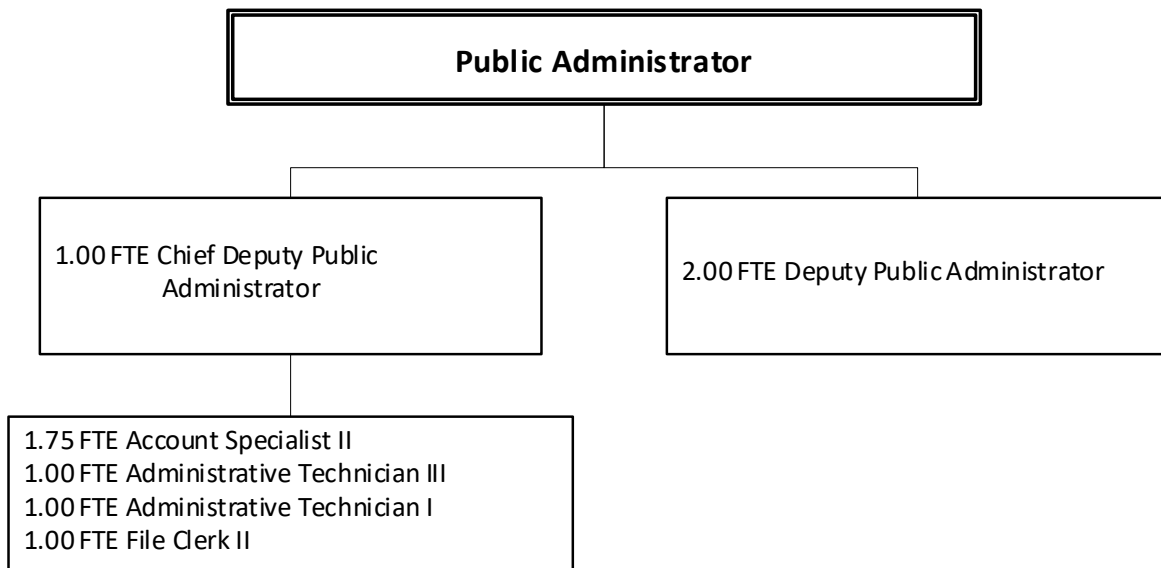 Public Administrator
1.00 FTE Chief Deputy Public
Administrator
2.00 FTE Deputy Public Administrator
1.75 FTE Account Specialist II
1.00 FTE Administrative Technician III
1.00 FTE Administrative Technician I
1.00 FTE File Clerk II